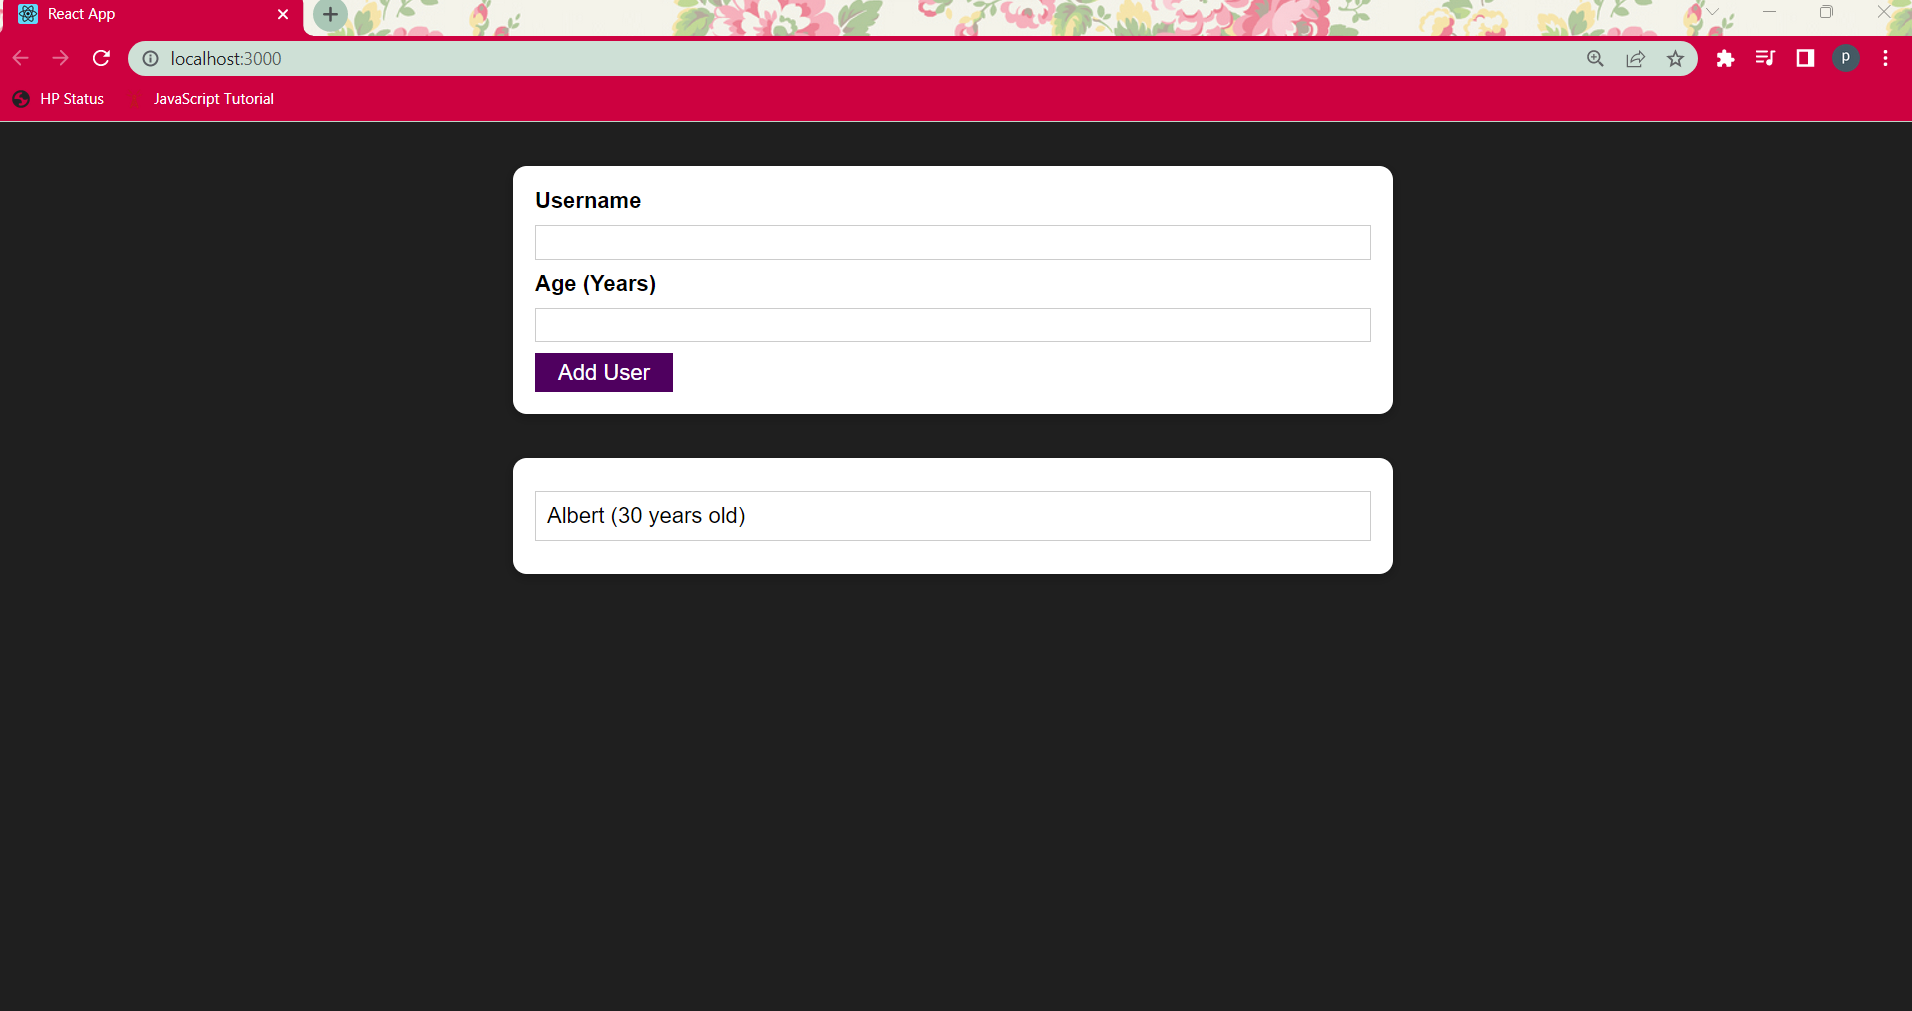 React App
localhost:3000
P
HP Status
JavaScript Tutorial
Username
Age (Years)
Add User
Albert (30 years old)